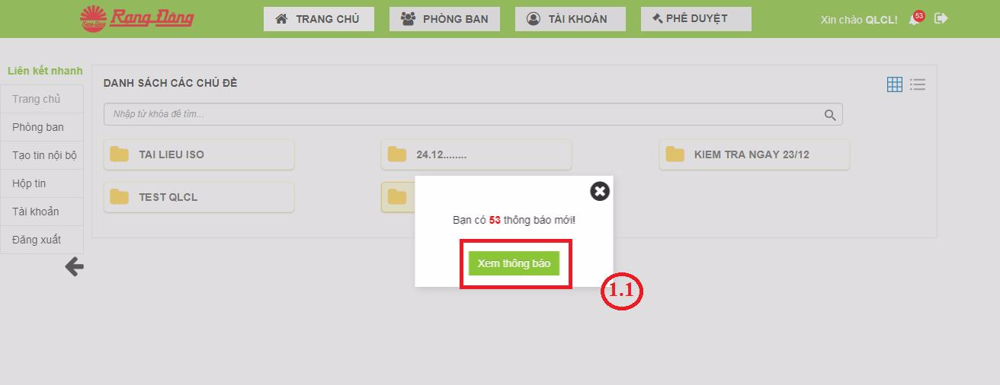 Rạng Đông
TRANG CHỦ
PHÒNG BAN
TÀI KHOẢN
PHÊ DUYỆT
Xin chào QLCL!
53
Liên kết nhanh
Trang chủ
Phòng ban
Tạo tin nội bộ
Hộp tin
Tài khoản
Đăng xuất
DANH SÁCH CÁC CHỦ ĐỀ
Nhập từ khóa để tìm...
TAI LIEU ISO
24.12........
KIEM TRA NGAY 23/12
TEST QLCL
Bạn có 53 thông báo mới!
Xem thông báo
1.1